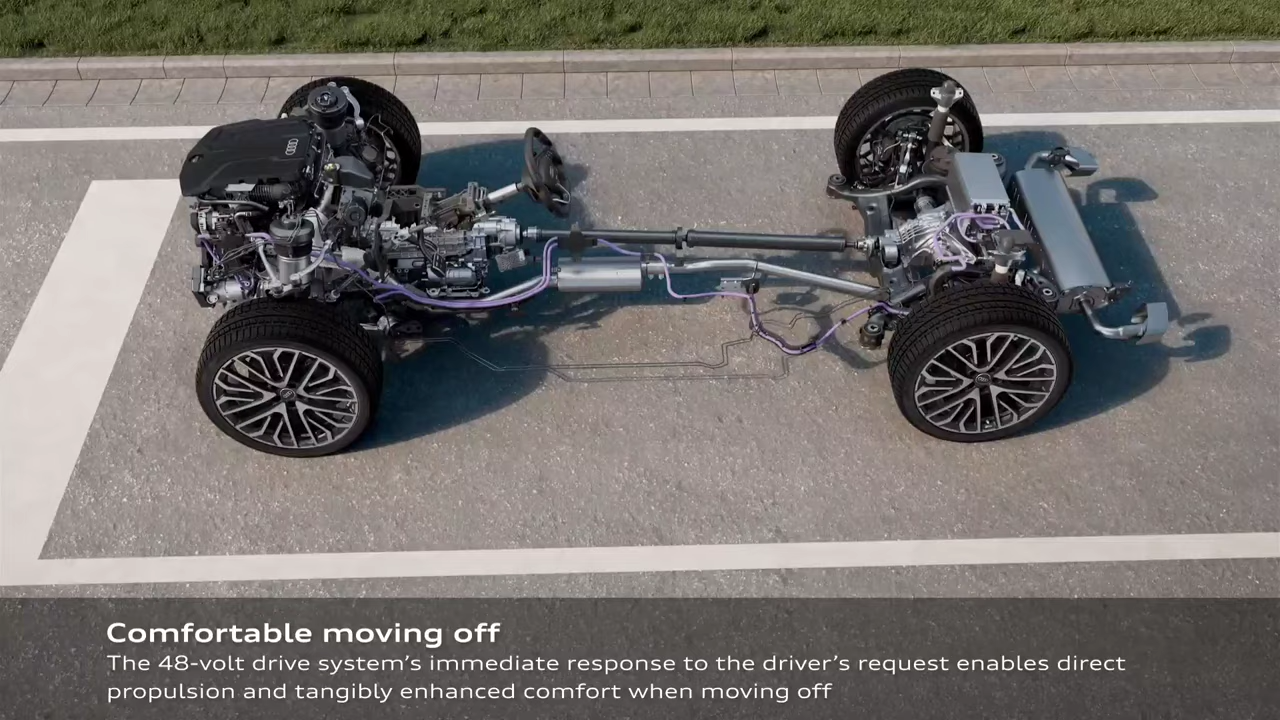 Comfortable moving off
The 48-volt drive system's immediate response to the driver's request enables direct
propulsion and tangibly enhanced comfort when moving off